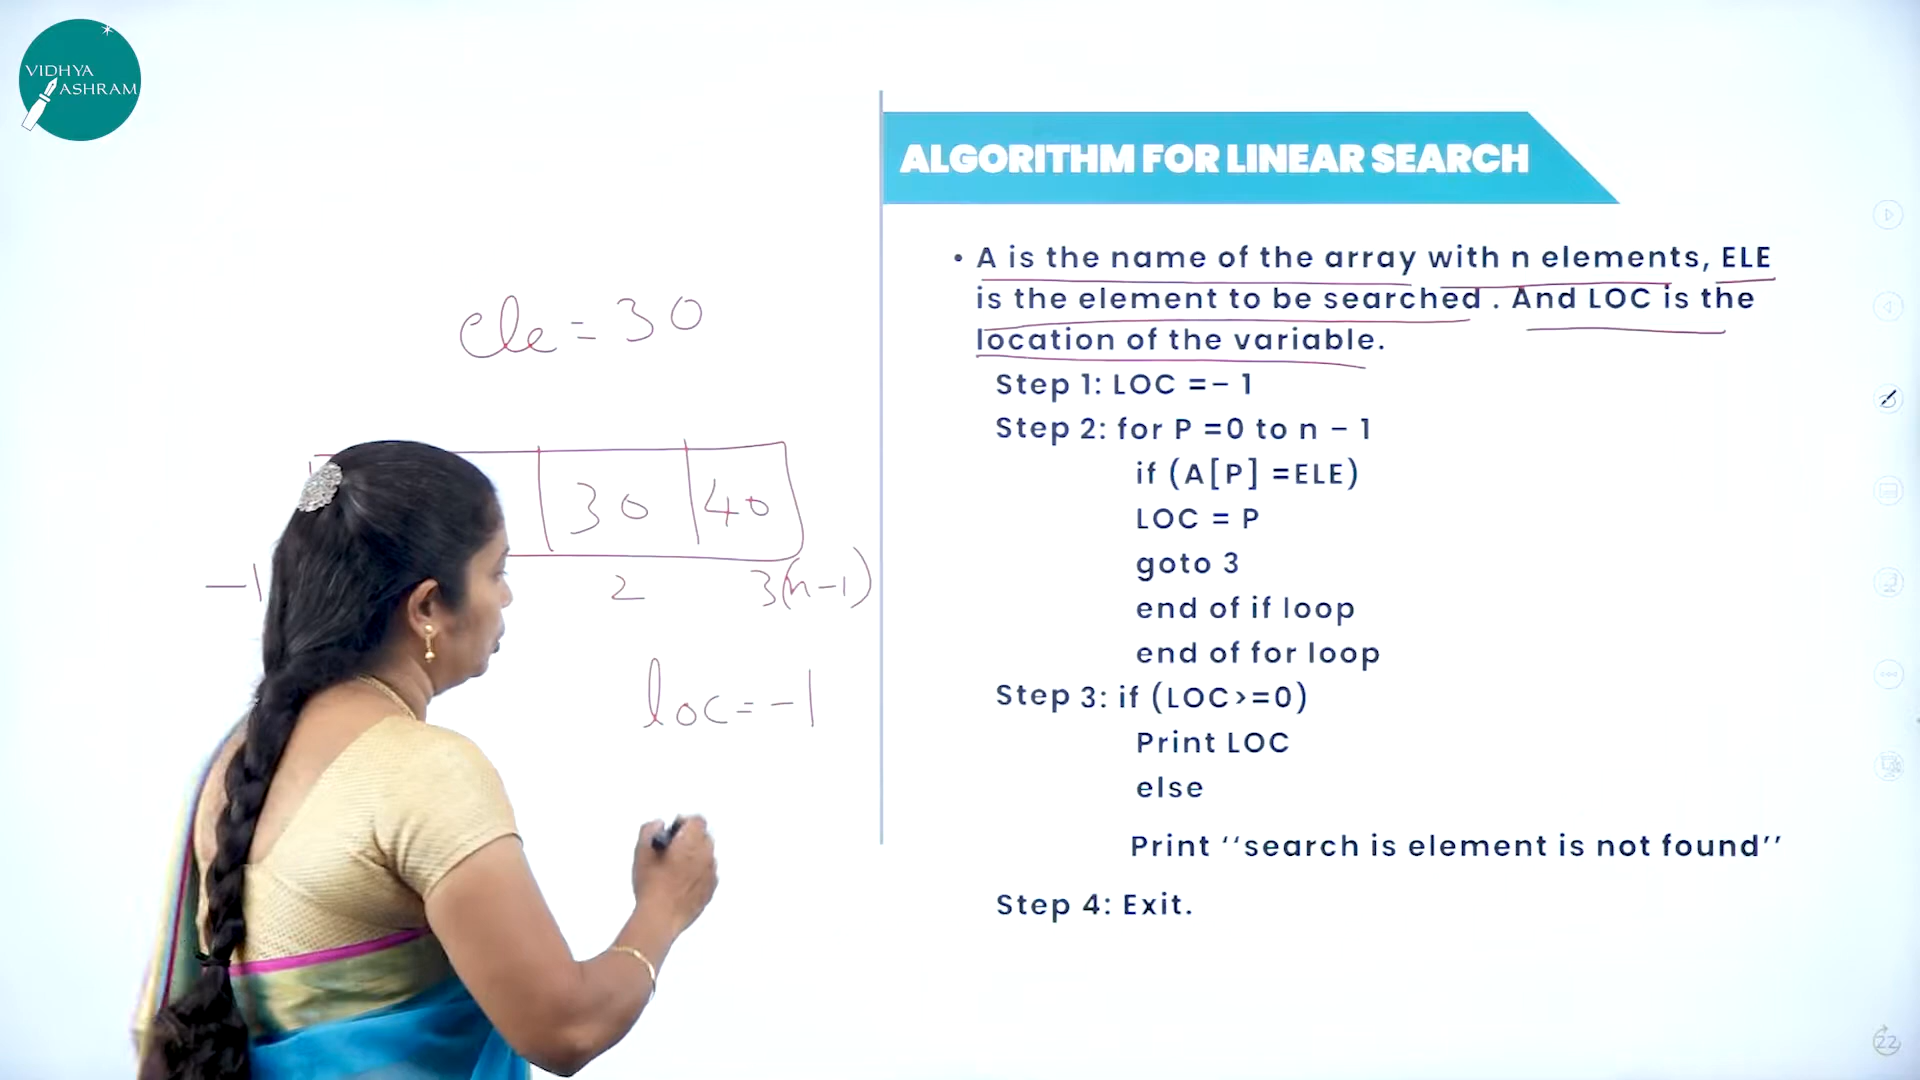 VIDHYA
ASHRAM
ALGORITHM FOR LINEAR SEARCH
• A is the name of the array with n elements, ELE
is the element to be searched . And LOC is the
location of the variable.
Step 1: LOC =– 1
Step 2: for P =0 to n – 1
if (A[P] =ELE)
LOC = P
goto 3
end of if loop
end of for loop
Step 3: if (LOC>=0)
Print LOC
else
Print ‘‘search is element is not found’’
Step 4: Exit.
ele = 30
30 40
-1 2 3(n-1)
loc = -1
22